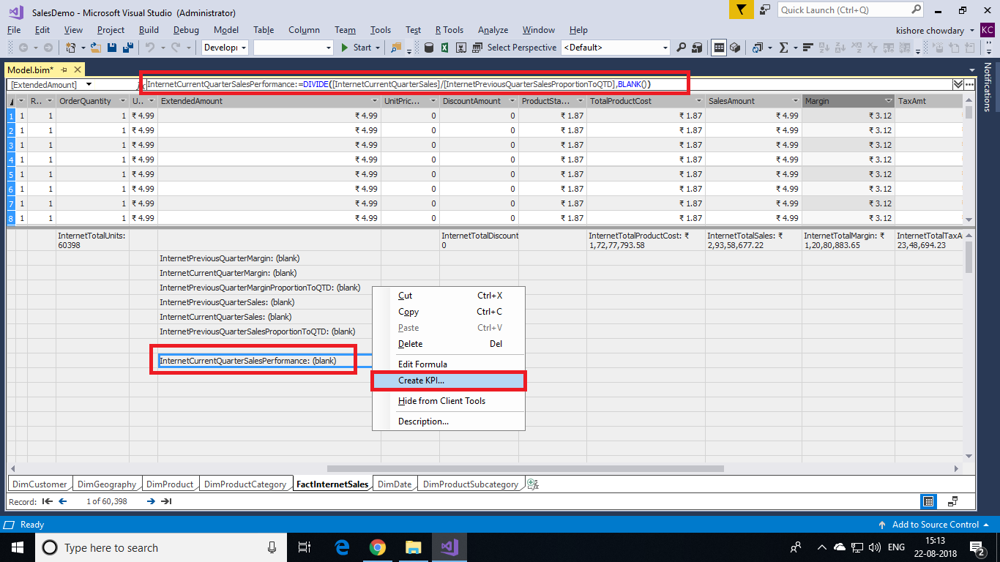 SalesDemo - Microsoft Visual Studio (Administrator)
Quick Launch (Ctrl+Q)
File Edit View Project Build Debug Model Table Column Team Tools Test R Tools Analyze Window Help
kishore chowdary KC
Developı Start Select Perspective <Default>
Model.bim*
Notifications
[ExtendedAmount] InternetCurrentQuarterSalesPerformance:=DIVIDE([InternetCurrentQuarterSales]/[InternetPreviousQuarterSalesProportionToQTD],BLANK())
R... OrderQuantity U... ExtendedAmount UnitPric... DiscountAmount ProductSta... TotalProductCost SalesAmount Margin TaxAmt
1 1 1 1 ₹ 4.99 ₹ 4.99 0 0 ₹ 1.87 ₹ 1.87 ₹ 4.99 ₹ 3.12
2 1 1 1 ₹ 4.99 ₹ 4.99 0 0 ₹ 1.87 ₹ 1.87 ₹ 4.99 ₹ 3.12
3 1 1 1 ₹ 4.99 ₹ 4.99 0 0 ₹ 1.87 ₹ 1.87 ₹ 4.99 ₹ 3.12
4 1 1 1 ₹ 4.99 ₹ 4.99 0 0 ₹ 1.87 ₹ 1.87 ₹ 4.99 ₹ 3.12
5 1 1 1 ₹ 4.99 ₹ 4.99 0 0 ₹ 1.87 ₹ 1.87 ₹ 4.99 ₹ 3.12
6 1 1 1 ₹ 4.99 ₹ 4.99 0 0 ₹ 1.87 ₹ 1.87 ₹ 4.99 ₹ 3.12
7 1 1 1 ₹ 4.99 ₹ 4.99 0 0 ₹ 1.87 ₹ 1.87 ₹ 4.99 ₹ 3.12
8 1 1 1 ₹ 4.99 ₹ 4.99 0 0 ₹ 1.87 ₹ 1.87 ₹ 4.99 ₹ 3.12
InternetTotalUnits: InternetTotalDiscount InternetTotalProductCost: ₹ InternetTotalSales: ₹ InternetTotalMargin: ₹ InternetTotalTaxA
60398 0 1,72,77,793.58 2,93,58,677.22 1,20,80,883.65 23,48,694.23
InternetPreviousQuarterMargin: (blank)
InternetCurrentQuarterMargin: (blank)
InternetPreviousQuarterMarginProportionToQTD: (blank)
InternetPreviousQuarterSales: (blank)
InternetCurrentQuarterSales: (blank)
InternetPreviousQuarterSalesProportionToQTD: (blank)
InternetCurrentQuarterSalesPerformance: (blank)
Cut Ctrl+X
Copy Ctrl+C
Paste Ctrl+V
Delete Del
Edit Formula
Create KPI...
Hide from Client Tools
Description...
DimCustomer DimGeography DimProduct DimProductCategory FactInternetSales DimDate DimProductSubcategory
Record: 1 of 60,398
Ready
Add to Source Control
Type here to search
ENG
15:13
22-08-2018
2